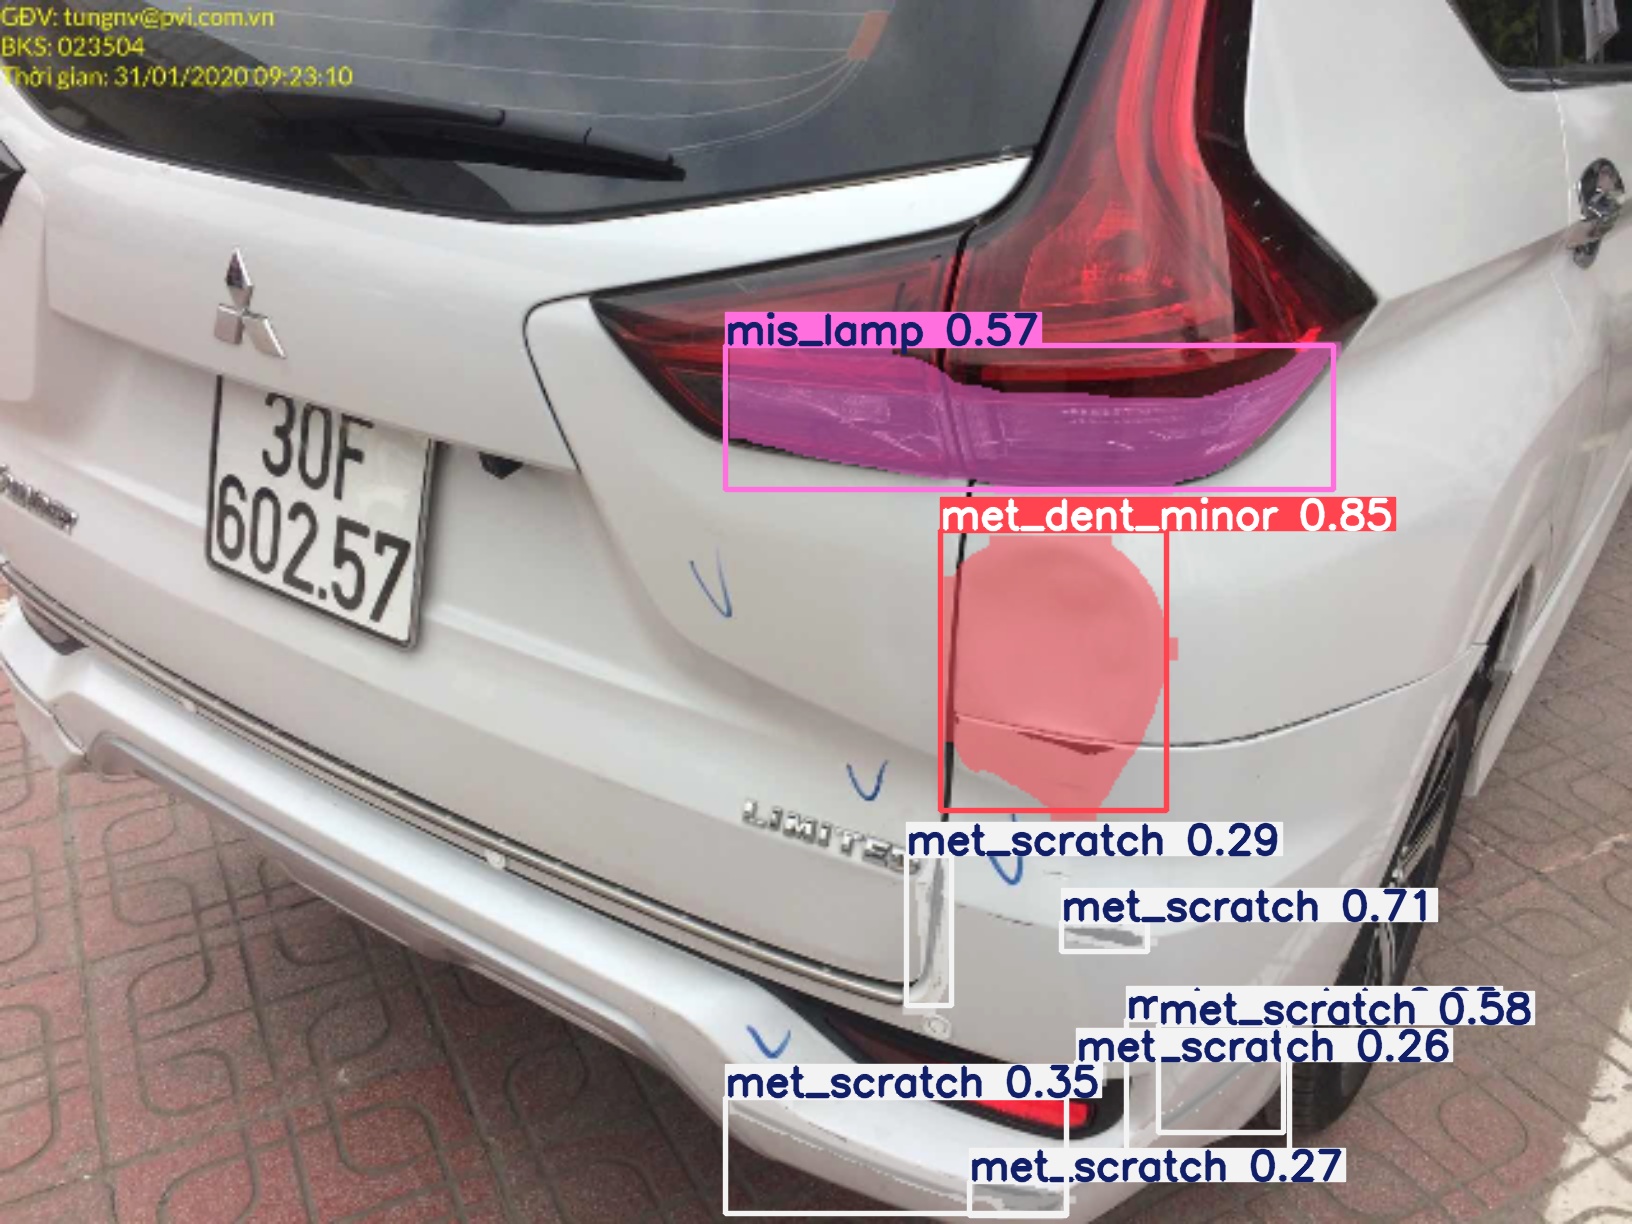 GĐV: tungnv@pvi.com.vn
BKS: 023504
Thời gian: 31/01/2020 09:23:10
mis_lamp 0.57
30F
602.57
met_dent_minor 0.85
LIMITED
met_scratch 0.29
met_scratch 0.71
met_scratch 0.58
met_scratch 0.26
met_scratch 0.35
met_scratch 0.27